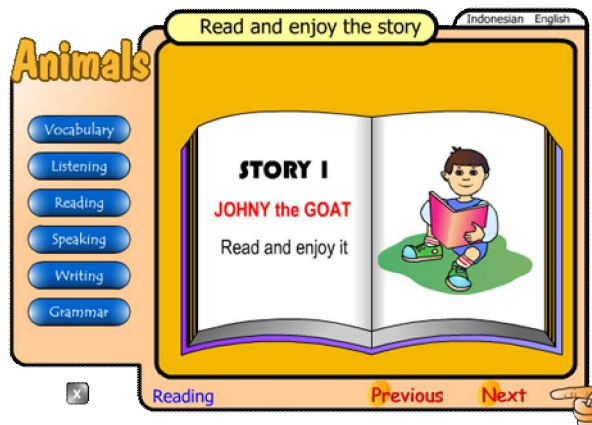 Read and enjoy the story
Indonesian English
Animals
Vocabulary
Listening
Reading
Speaking
Writing
Grammar
STORY 1
JOHNY the GOAT
Read and enjoy it
X
Reading
Previous Next